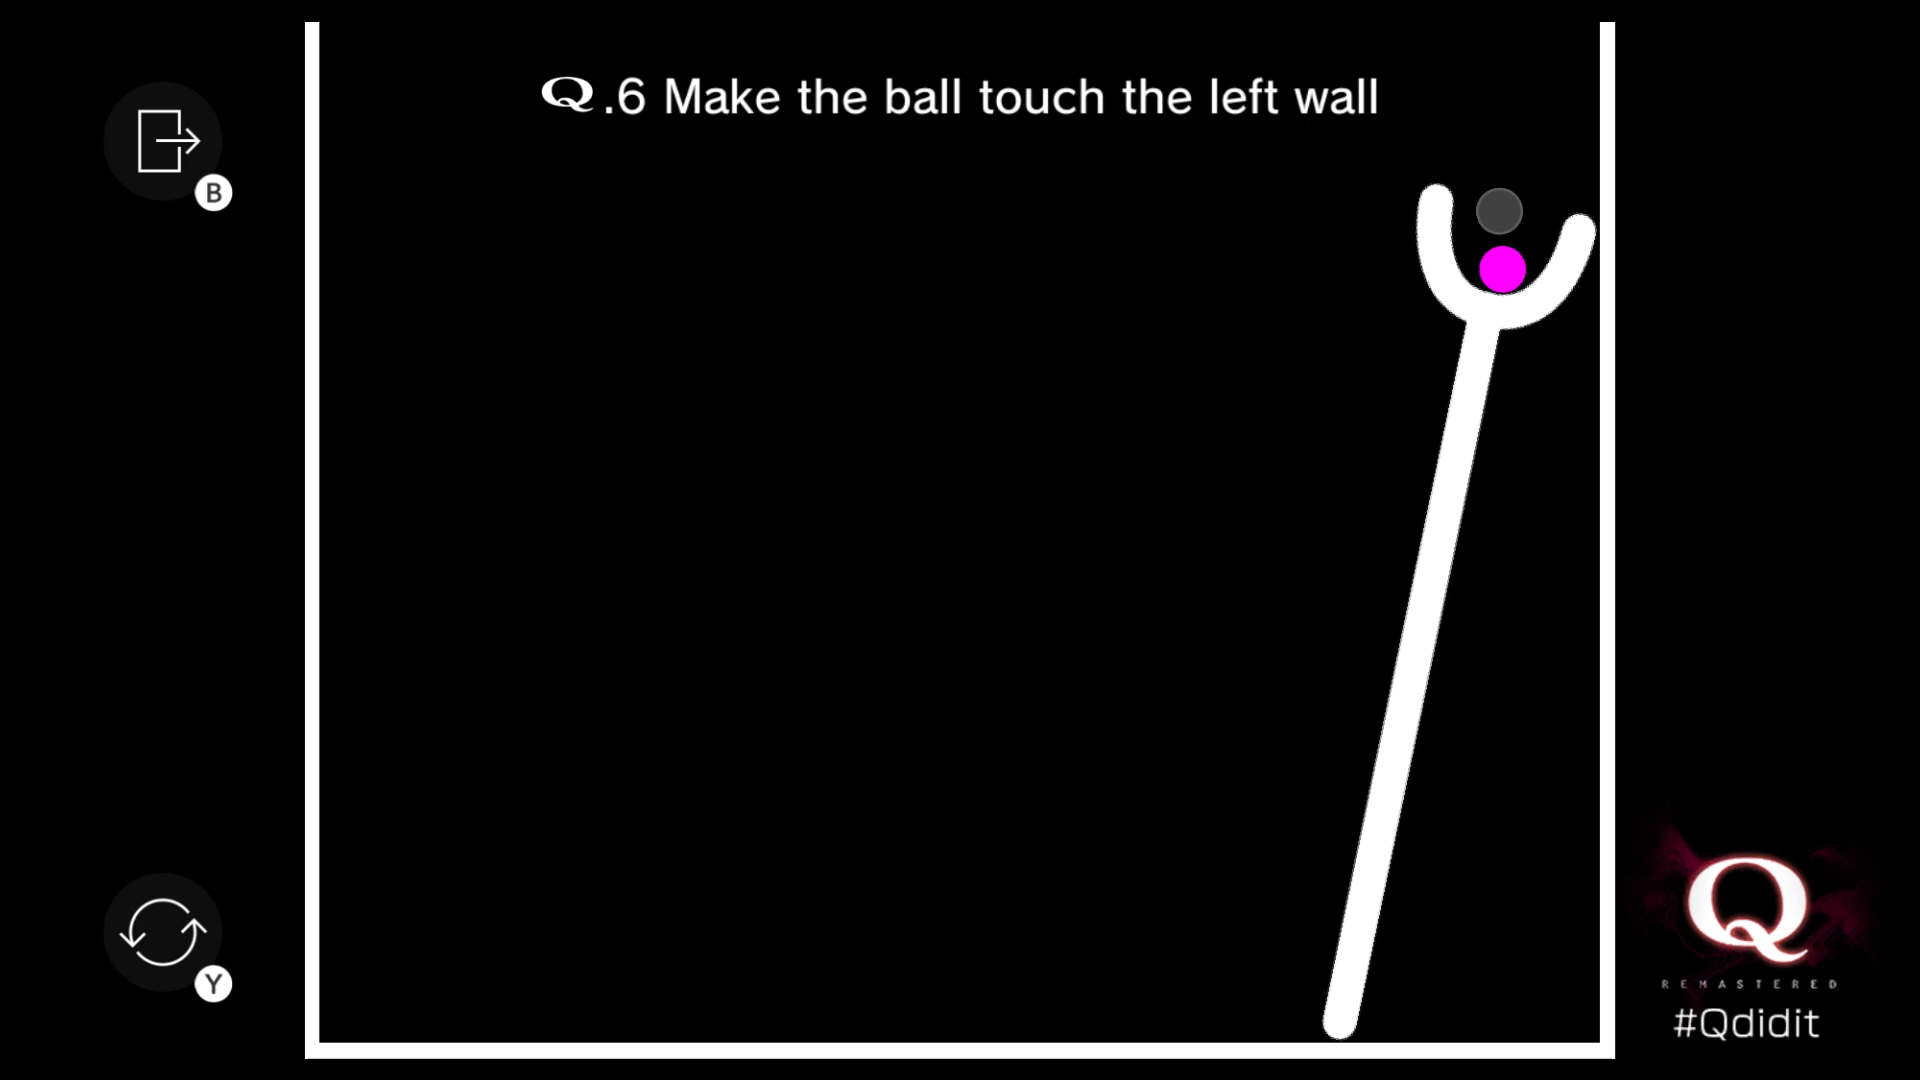 Q.6 Make the ball touch the left wall
B
Y
Q
REMASTERED
#Qdidit